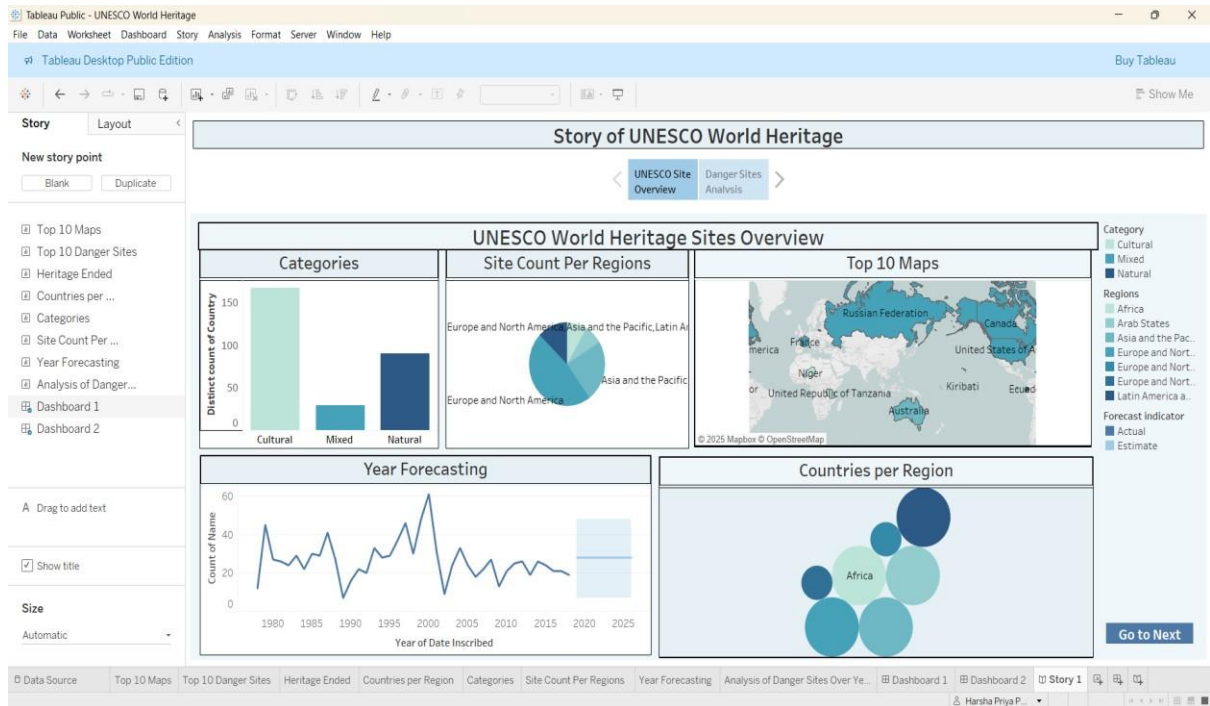 Tableau Public - UNESCO World Heritage
File Data Worksheet Dashboard Story Analysis Format Server Window Help
Tableau Desktop Public Edition
Buy Tableau
Show Me
Story Layout
New story point
Blank Duplicate
Top 10 Maps
Top 10 Danger Sites
Heritage Ended
Countries per ...
Categories
Site Count Per ...
Year Forecasting
Analysis of Danger...
Dashboard 1
Dashboard 2
A Drag to add text
Show title
Size
Automatic
Story of UNESCO World Heritage
UNESCO Site
Overview
Danger Sites
Analysis
UNESCO World Heritage Sites Overview
Categories
Distinct count of Country
150
100
50
0
Cultural Mixed Natural
Site Count Per Regions
Europe and North America,Asia and the Pacific,Latin Ar
Asia and the Pacific
Europe and North America
Top 10 Maps
Russian Federation
Canada
merica
France
United States of A
Niger
or
United Republic of Tanzania
Kiribati
Ecuad
Australia
© 2025 Mapbox © OpenStreetMap
Year Forecasting
Count of Name
60
40
20
0
1980 1985 1990 1995 2000 2005 2010 2015 2020 2025
Year of Date Inscribed
Countries per Region
Africa
Category
Cultural
Mixed
Natural
Regions
Africa
Arab States
Asia and the Pac..
Europe and Nort..
Europe and Nort..
Europe and Nort..
Latin America a..
Forecast indicator
Actual
Estimate
Go to Next
Data Source Top 10 Maps Top 10 Danger Sites Heritage Ended Countries per Region Categories Site Count Per Regions Year Forecasting Analysis of Danger Sites Over Ye... Dashboard 1 Dashboard 2 Story 1
Harsha Priya P...